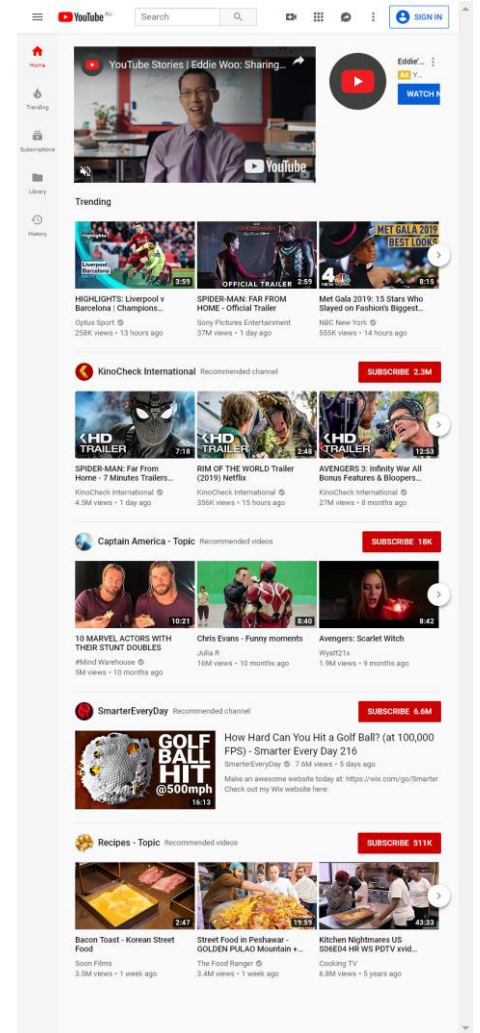 YouTube AU
Search
SIGN IN
Home
Trending
Subscriptions
Library
History
YouTube Stories | Eddie Woo: Sharing...
YouTube
Eddie'...
Ad Y...
WATCH N
Trending
Highlights
Liverpool v
Barcelona
3:59
OFFICIAL TRAILER
2:59
MET GALA 2019
BEST LOOKS
4
8:15
HIGHLIGHTS: Liverpool v
Barcelona | Champions...
Optus Sport
258K views • 13 hours ago
SPIDER-MAN: FAR FROM
HOME - Official Trailer
Sony Pictures Entertainment
37M views • 1 day ago
Met Gala 2019: 15 Stars Who
Slayed on Fashion's Biggest...
NBC New York
555K views • 14 hours ago
KinoCheck International Recommended channel
SUBSCRIBE 2.3M
HD
TRAILER
7:18
HD
TRAILER
2:48
HD
TRAILER
12:53
SPIDER-MAN: Far From
Home - 7 Minutes Trailers...
KinoCheck International
4.5M views • 1 day ago
RIM OF THE WORLD Trailer
(2019) Netflix
KinoCheck International
356K views • 15 hours ago
AVENGERS 3: Infinity War All
Bonus Features & Bloopers...
KinoCheck International
27M views • 8 months ago
Captain America - Topic Recommended videos
SUBSCRIBE 18K
10:21
8:40
8:42
10 MARVEL ACTORS WITH
THEIR STUNT DOUBLES
#Mind Warehouse
5M views • 10 months ago
Chris Evans - Funny moments
Julia R
16M views • 10 months ago
Avengers: Scarlet Witch
Wyatt21x
1.9M views • 9 months ago
SmarterEveryDay Recommended channel
SUBSCRIBE 6.6M
GOLF
BALL
HIT
@500mph
16:13
How Hard Can You Hit a Golf Ball? (at 100,000
FPS) - Smarter Every Day 216
SmarterEveryDay 7.6M views • 5 days ago
Make an awesome website today at: https://wix.com/go/Smarter
Check out my Wix website here:
Recipes - Topic Recommended videos
SUBSCRIBE 511K
2:47
19:59
43:33
Bacon Toast - Korean Street
Food
Soon Films
3.5M views • 1 week ago
Street Food in Peshawar -
GOLDEN PULAO Mountain +...
The Food Ranger
3.4M views • 1 week ago
Kitchen Nightmares US
S06E04 HR WS PDTV xvid...
Cooking TV
6.8M views • 5 years ago